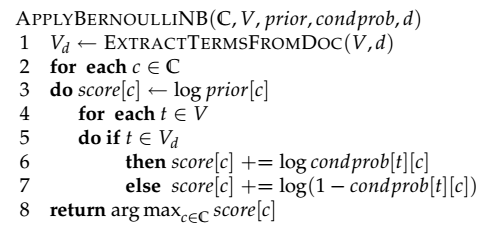 APPLYBERNOULLINB(ℂ, V, prior, condprob, d)
1 V_d ← EXTRACTTERMSFROMDOC(V, d)
2 for each c ∈ ℂ
3 do score[c] ← log prior[c]
4 for each t ∈ V
5 do if t ∈ V_d
6 then score[c] += log condprob[t][c]
7 else score[c] += log(1 − condprob[t][c])
8 return arg max_{c∈ℂ} score[c]